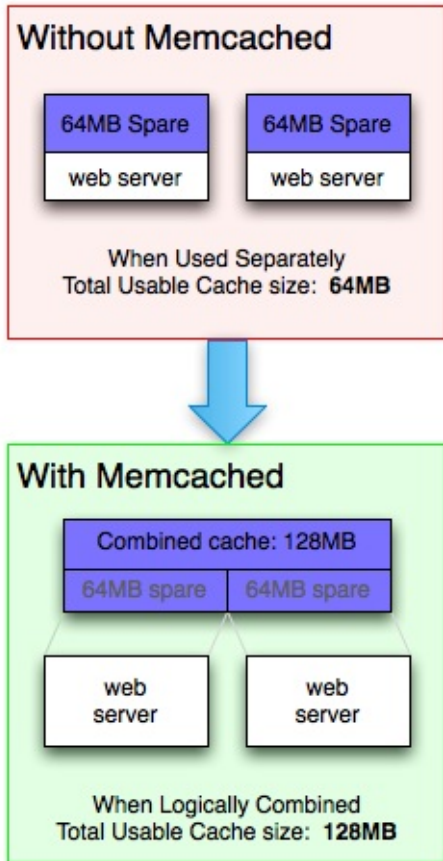 Without Memcached
64MB Spare
web server
64MB Spare
web server
When Used Separately
Total Usable Cache size: 64MB
With Memcached
Combined cache: 128MB
64MB spare
64MB spare
web
server
web
server
When Logically Combined
Total Usable Cache size: 128MB